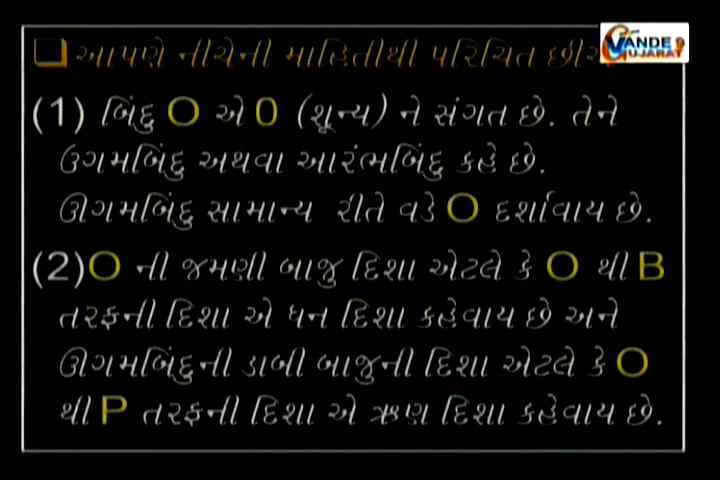 ❑ આપણે નીચેની માહિતીથી પરિચિત
VANDE
GUJARAT
(1) બિંદુ O એ 0 (શૂન્ય) ને સંગત છે. તેને
ઉગમબિંદુ અથવા આરંભબિંદુ કહે છે.
ઊગમબિંદુ સામાન્ય રીતે વડે O દર્શાવાય છે.
(2) O ની જમણી બાજુ દિશા એટલે કે O થી B
તરફની દિશા એ ધન દિશા કહેવાય છે અને
ઊગમબિંદુની ડાબી બાજુની દિશા એટલે કે O
થી P તરફની દિશા એ ઋણ દિશા કહેવાય છે.